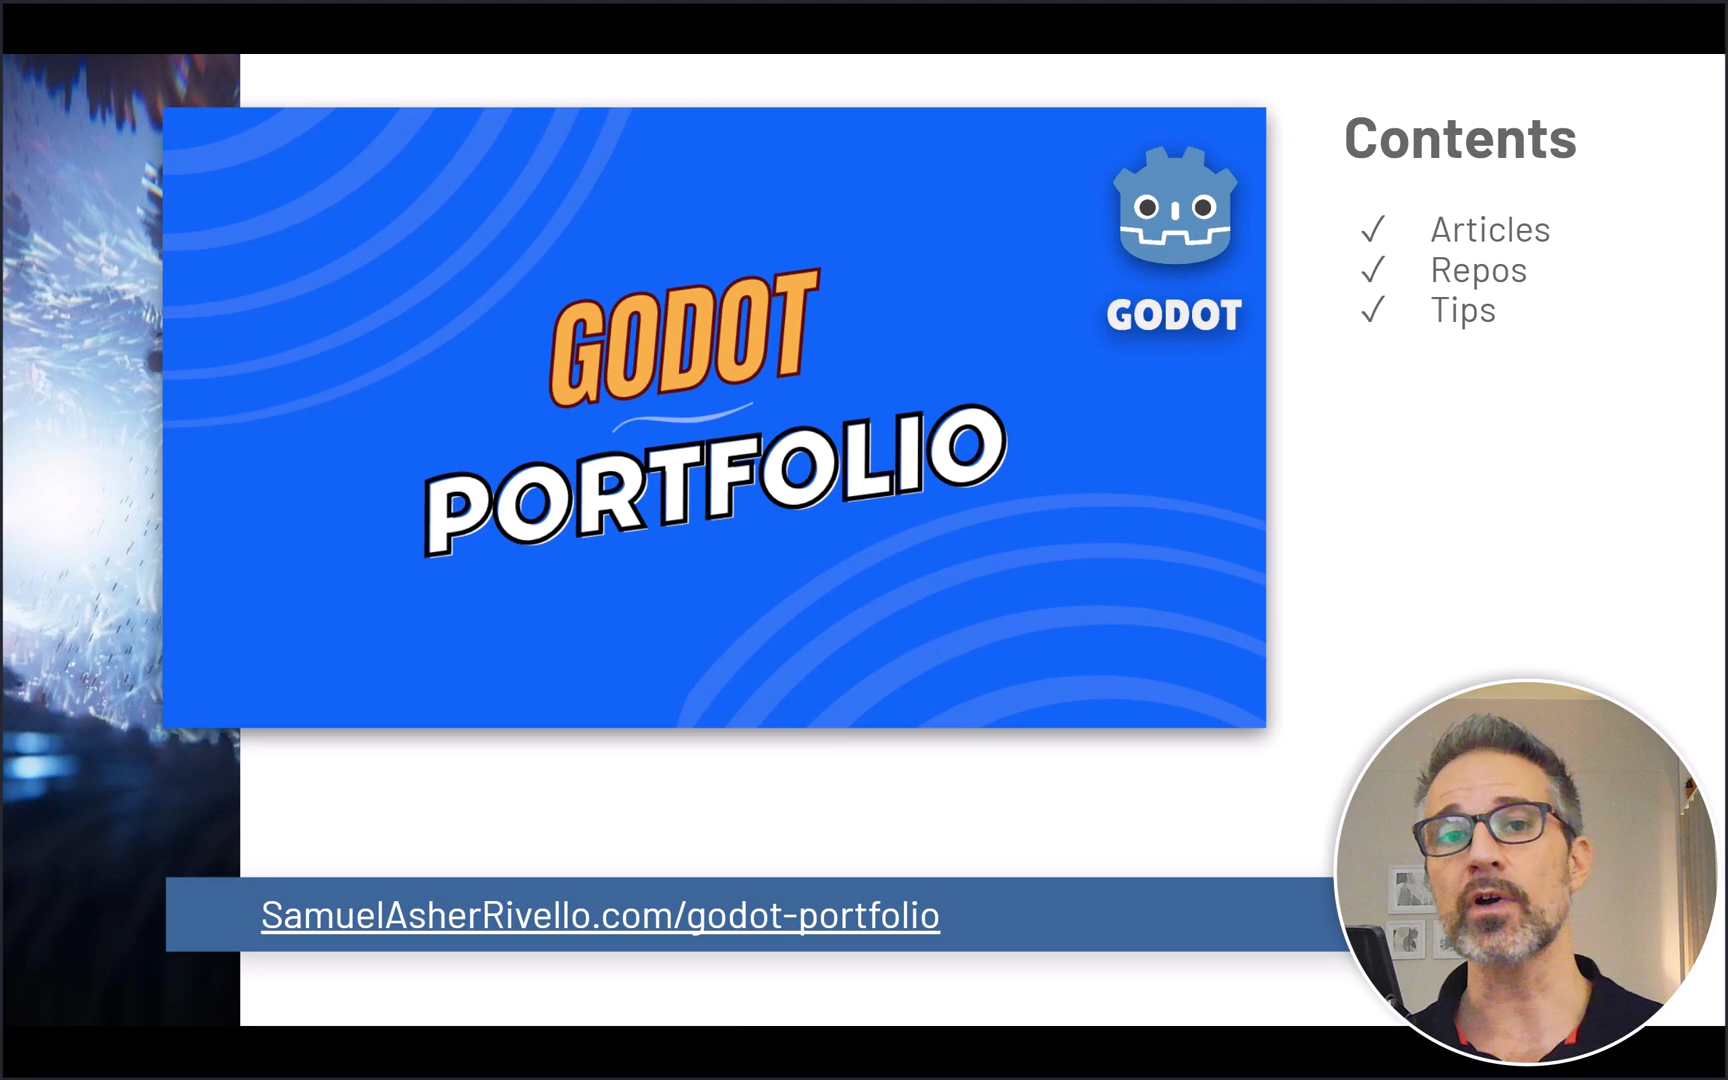 GODOT
PORTFOLIO
GODOT
Contents
✓ Articles
✓ Repos
✓ Tips
SamuelAsherRivello.com/godot-portfolio